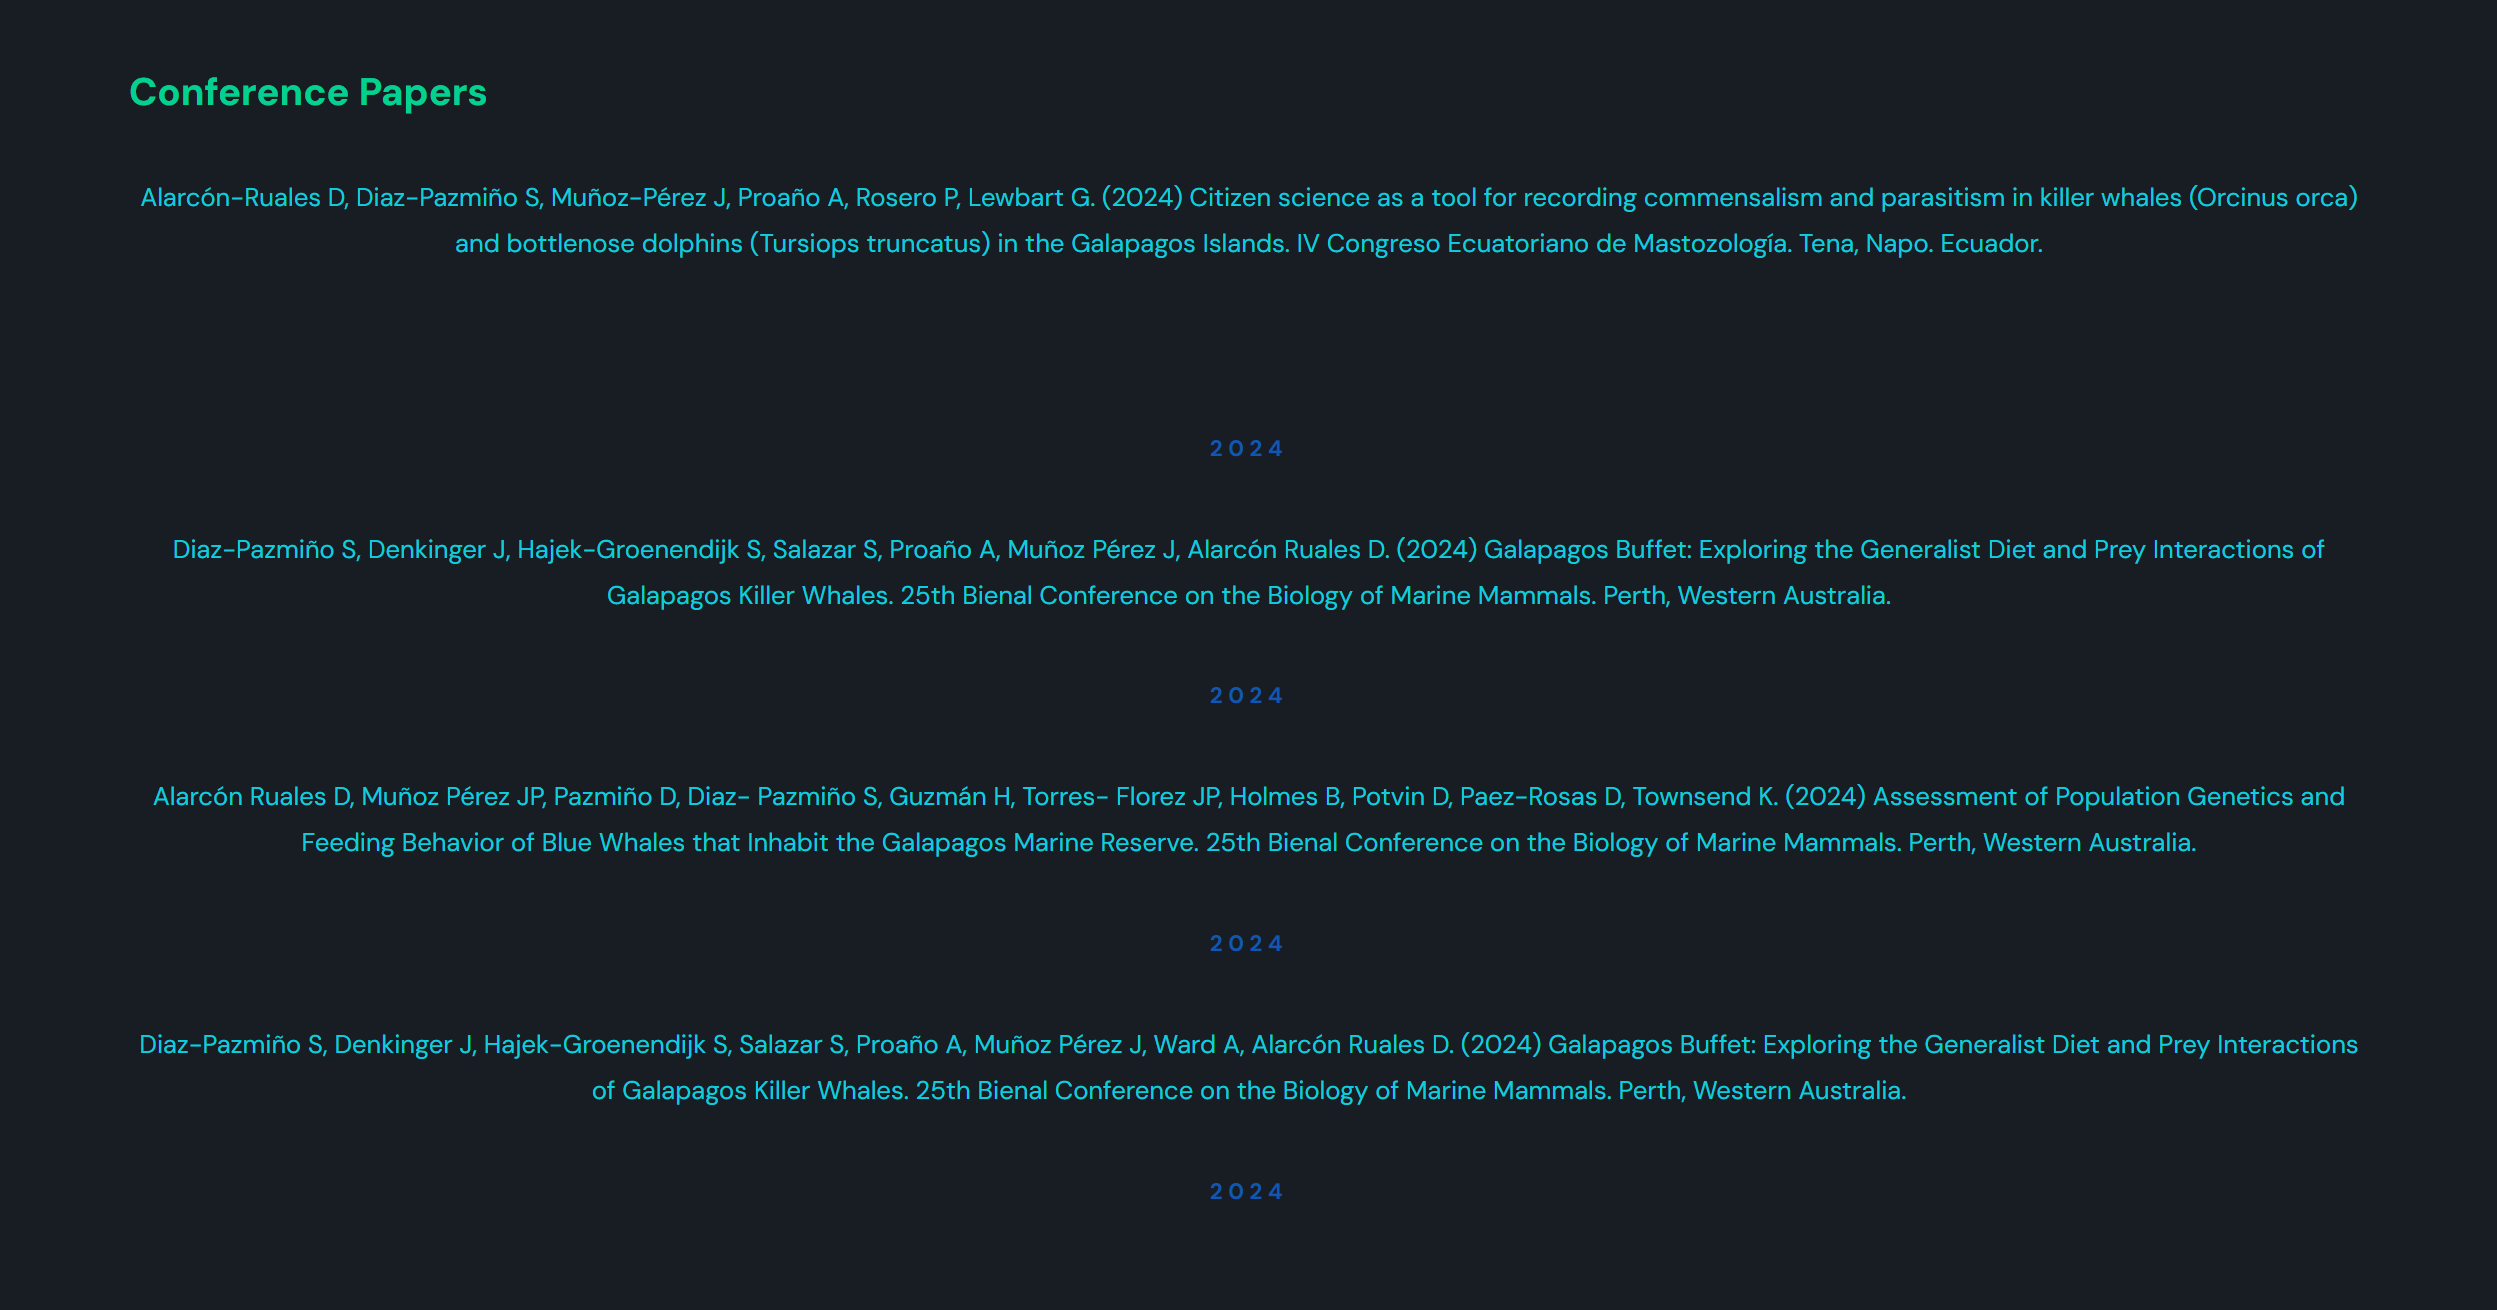 Conference Papers
Alarcón-Ruales D, Diaz-Pazmiño S, Muñoz-Pérez J, Proaño A, Rosero P, Lewbart G. (2024) Citizen science as a tool for recording commensalism and parasitism in killer whales (Orcinus orca)
and bottlenose dolphins (Tursiops truncatus) in the Galapagos Islands. IV Congreso Ecuatoriano de Mastozología. Tena, Napo. Ecuador.
2024
Diaz-Pazmiño S, Denkinger J, Hajek-Groenendijk S, Salazar S, Proaño A, Muñoz Pérez J, Alarcón Ruales D. (2024) Galapagos Buffet: Exploring the Generalist Diet and Prey Interactions of
Galapagos Killer Whales. 25th Bienal Conference on the Biology of Marine Mammals. Perth, Western Australia.
2024
Alarcón Ruales D, Muñoz Pérez JP, Pazmiño D, Diaz- Pazmiño S, Guzmán H, Torres- Florez JP, Holmes B, Potvin D, Paez-Rosas D, Townsend K. (2024) Assessment of Population Genetics and
Feeding Behavior of Blue Whales that Inhabit the Galapagos Marine Reserve. 25th Bienal Conference on the Biology of Marine Mammals. Perth, Western Australia.
2024
Diaz-Pazmiño S, Denkinger J, Hajek-Groenendijk S, Salazar S, Proaño A, Muñoz Pérez J, Ward A, Alarcón Ruales D. (2024) Galapagos Buffet: Exploring the Generalist Diet and Prey Interactions
of Galapagos Killer Whales. 25th Bienal Conference on the Biology of Marine Mammals. Perth, Western Australia.
2024